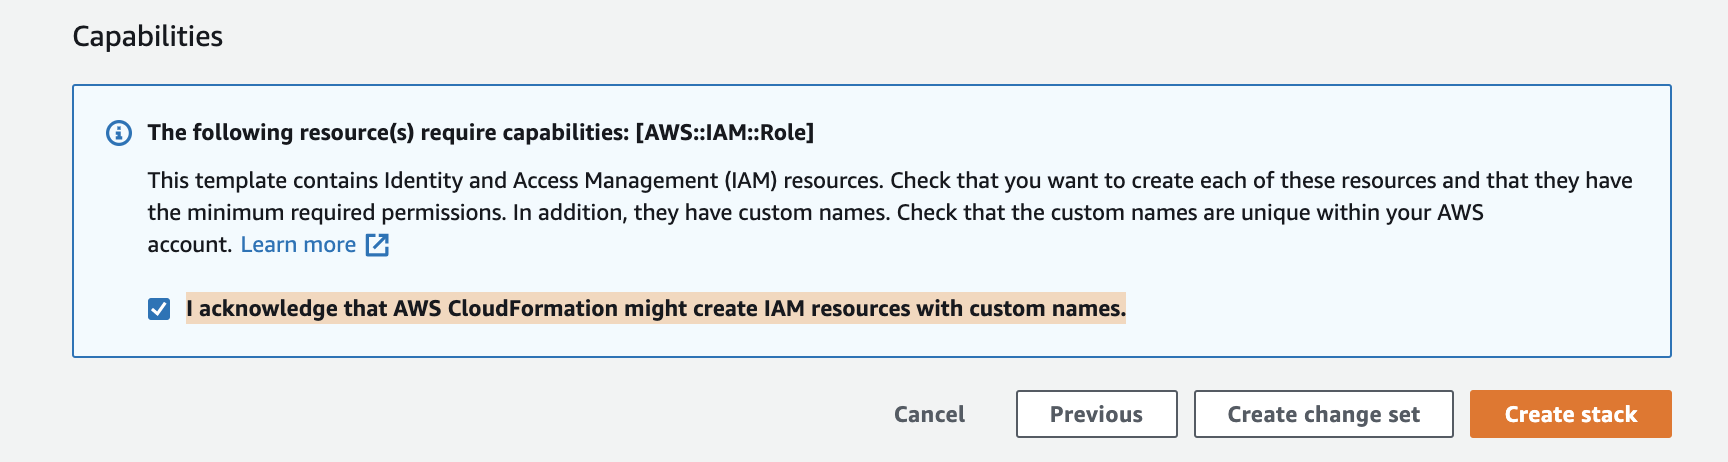 Capabilities
The following resource(s) require capabilities: [AWS::IAM::Role]
This template contains Identity and Access Management (IAM) resources. Check that you want to create each of these resources and that they have
the minimum required permissions. In addition, they have custom names. Check that the custom names are unique within your AWS
account. Learn more
I acknowledge that AWS CloudFormation might create IAM resources with custom names.
Cancel Previous Create change set Create stack